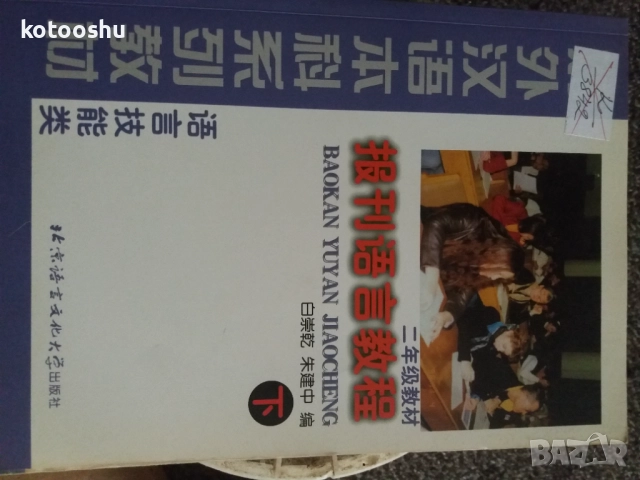 kotooshu
外汉语本科系列教材
语言技能类
二年级教材
报刊语言教程
BAOKAN YUYAN JIAOCHENG
下
白崇乾 朱建中 编
北京语言文化大学出版社
BAZAR